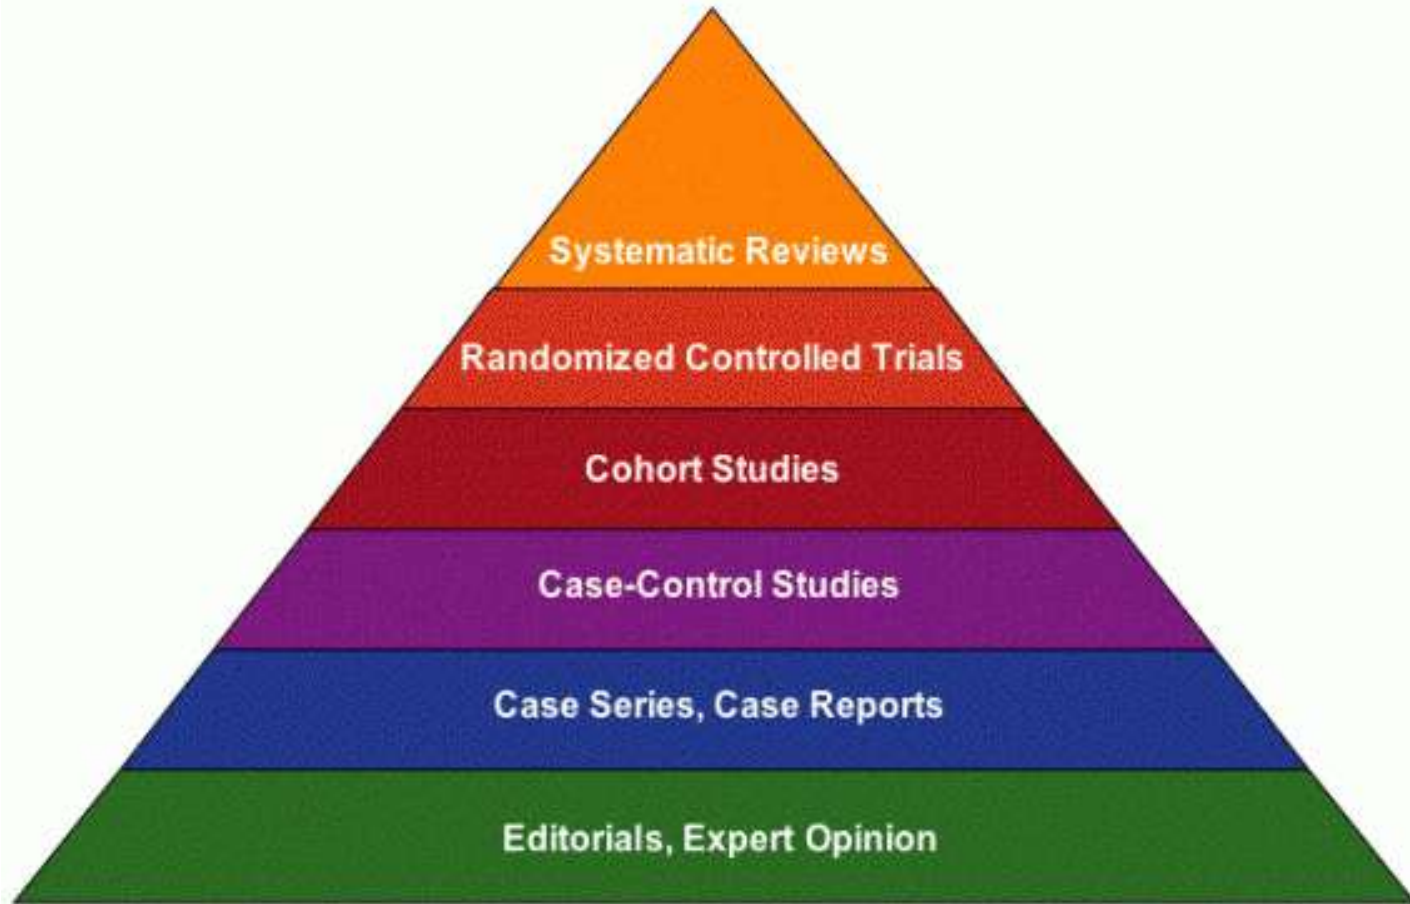 Systematic Reviews
Randomized Controlled Trials
Cohort Studies
Case-Control Studies
Case Series, Case Reports
Editorials, Expert Opinion